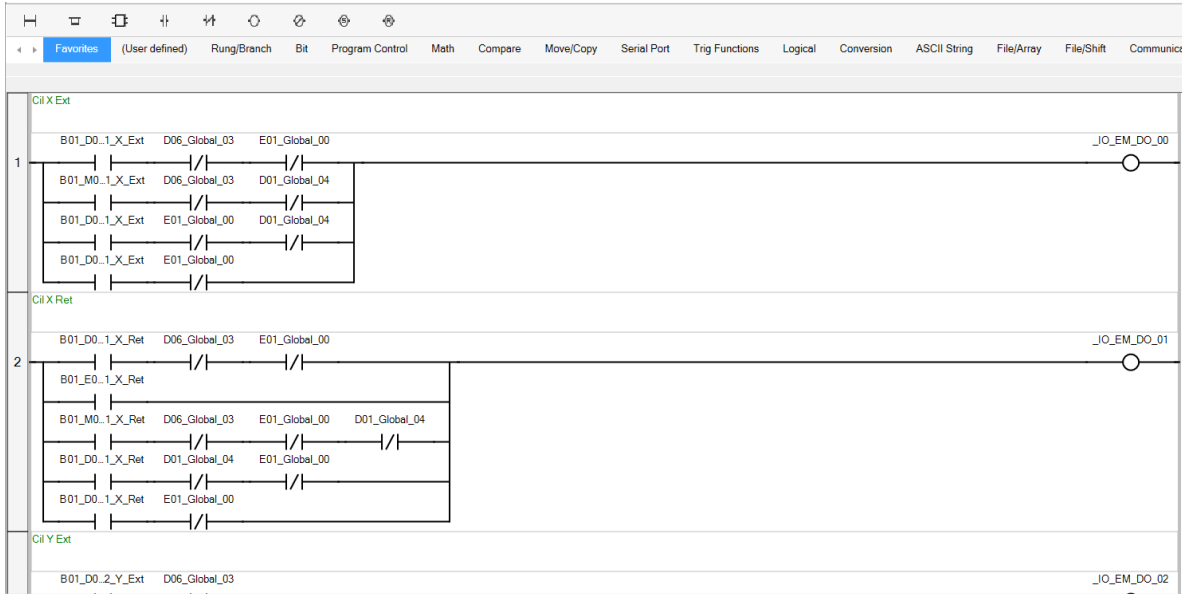 Favorites (User defined) Rung/Branch Bit Program Control Math Compare Move/Copy Serial Port Trig Functions Logical Conversion ASCII String File/Array File/Shift Communica
Cil X Ext
B01_D0...1_X_Ext D06_Global_03 E01_Global_00 _IO_EM_DO_00
1
B01_M0...1_X_Ext D06_Global_03 D01_Global_04
B01_D0...1_X_Ext E01_Global_00 D01_Global_04
B01_D0...1_X_Ext E01_Global_00
Cil X Ret
B01_D0...1_X_Ret D06_Global_03 E01_Global_00 _IO_EM_DO_01
2
B01_E0...1_X_Ret
B01_M0...1_X_Ret D06_Global_03 E01_Global_00 D01_Global_04
B01_D0...1_X_Ret D01_Global_04 E01_Global_00
B01_D0...1_X_Ret E01_Global_00
Cil Y Ext
B01_D0...2_Y_Ext D06_Global_03 _IO_EM_DO_02